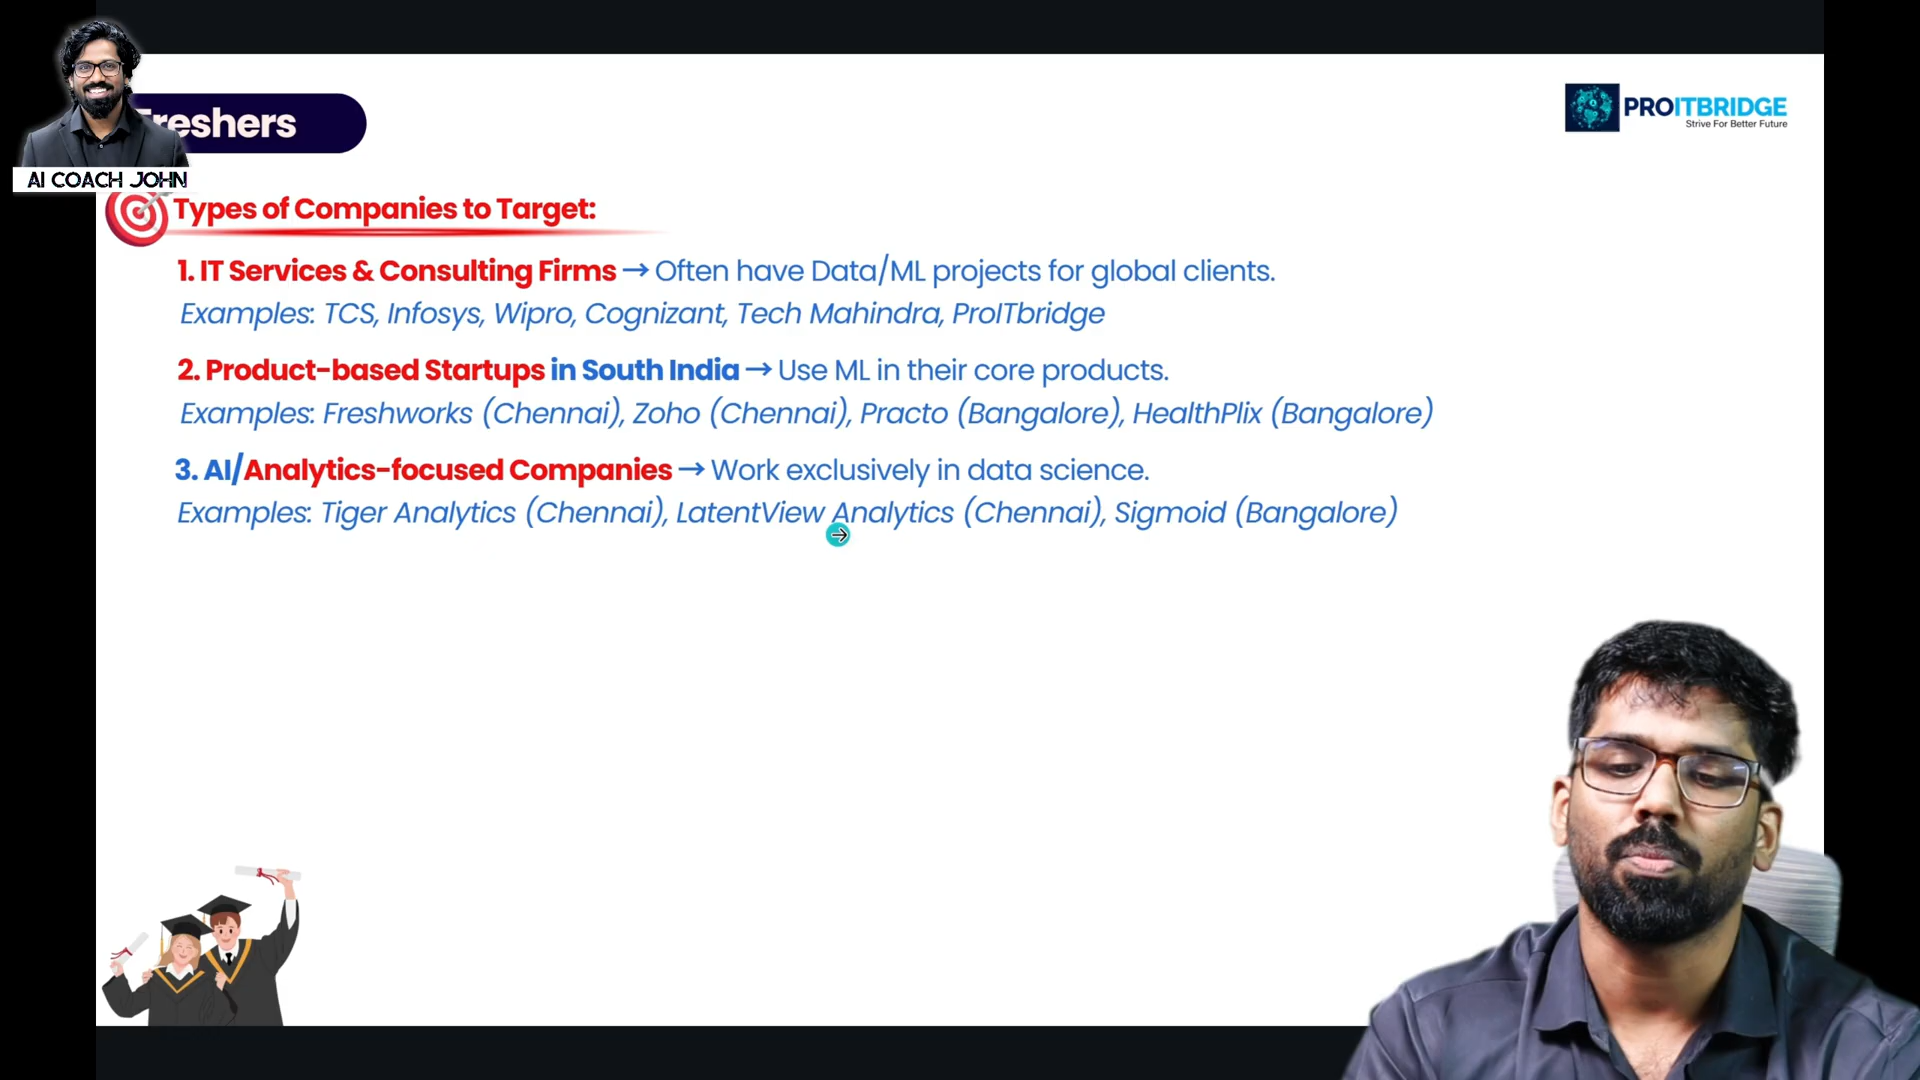 Freshers
PROITBRIDGE
Strive For Better Future
AI COACH JOHN
Types of Companies to Target:
1. IT Services & Consulting Firms → Often have Data/ML projects for global clients.
Examples: TCS, Infosys, Wipro, Cognizant, Tech Mahindra, ProITbridge
2. Product-based Startups in South India → Use ML in their core products.
Examples: Freshworks (Chennai), Zoho (Chennai), Practo (Bangalore), HealthPlix (Bangalore)
3. AI/Analytics-focused Companies → Work exclusively in data science.
Examples: Tiger Analytics (Chennai), LatentView Analytics (Chennai), Sigmoid (Bangalore)